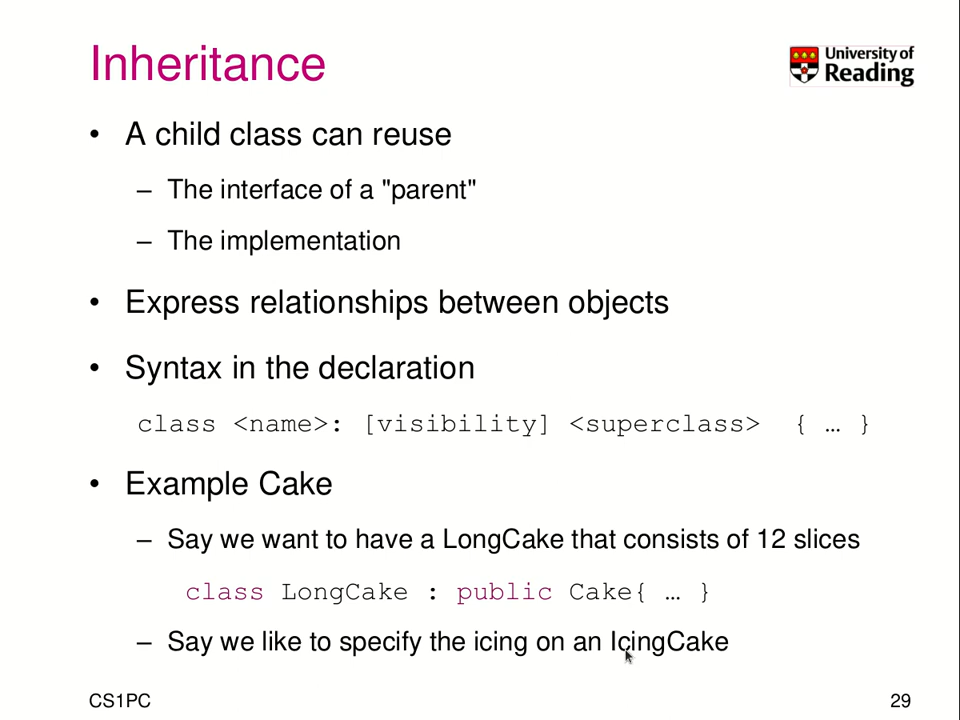 Inheritance
University of
Reading
• A child class can reuse
– The interface of a "parent"
– The implementation
• Express relationships between objects
• Syntax in the declaration
class <name>: [visibility] <superclass>  { … }
• Example Cake
– Say we want to have a LongCake that consists of 12 slices
class LongCake : public Cake{ … }
– Say we like to specify the icing on an IcingCake
CS1PC
29